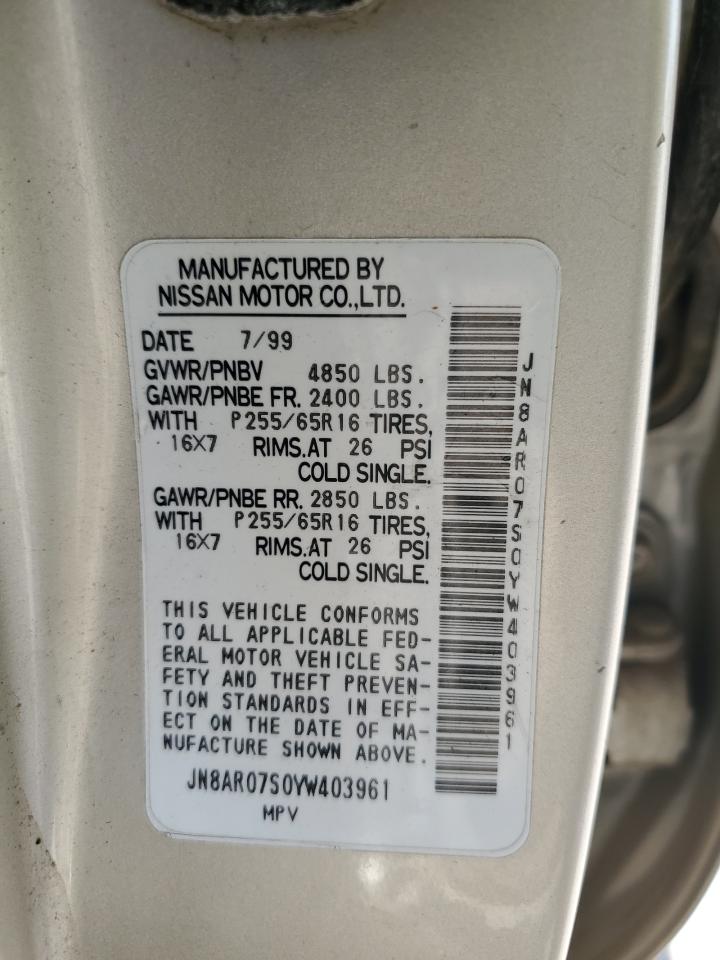 MANUFACTURED BY
NISSAN MOTOR CO.,LTD.
DATE 7/99
GVWR/PNBV 4850 LBS.
GAWR/PNBE FR. 2400 LBS.
WITH P255/65R16 TIRES,
16X7 RIMS.AT 26 PSI
COLD SINGLE.
GAWR/PNBE RR. 2850 LBS.
WITH P255/65R16 TIRES,
16X7 RIMS.AT 26 PSI
COLD SINGLE.
THIS VEHICLE CONFORMS
TO ALL APPLICABLE FED-
ERAL MOTOR VEHICLE SA-
FETY AND THEFT PREVEN-
TION STANDARDS IN EFF-
ECT ON THE DATE OF MA-
NUFACTURE SHOWN ABOVE.
JN8AR07S0YW403961
MPV
JN8AR07S0YW403961